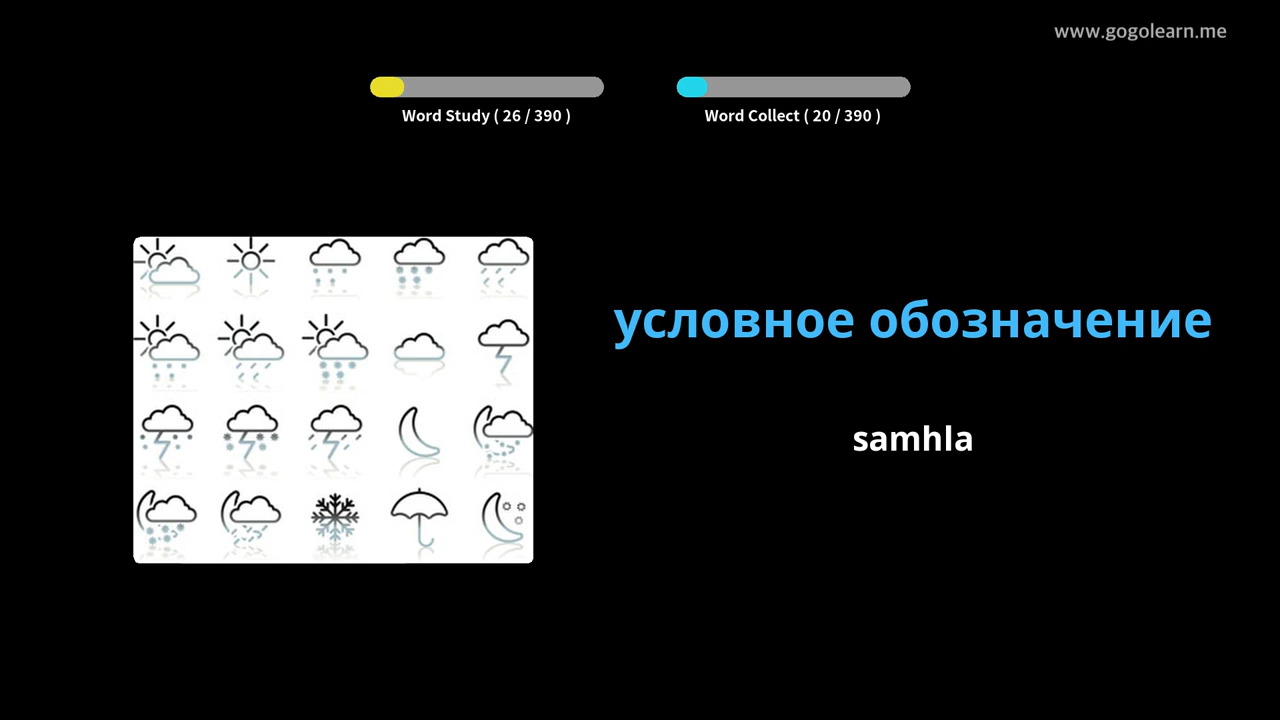 www.gogolearn.me
Word Study ( 26 / 390 )
Word Collect ( 20 / 390 )
условное обозначение
samhla